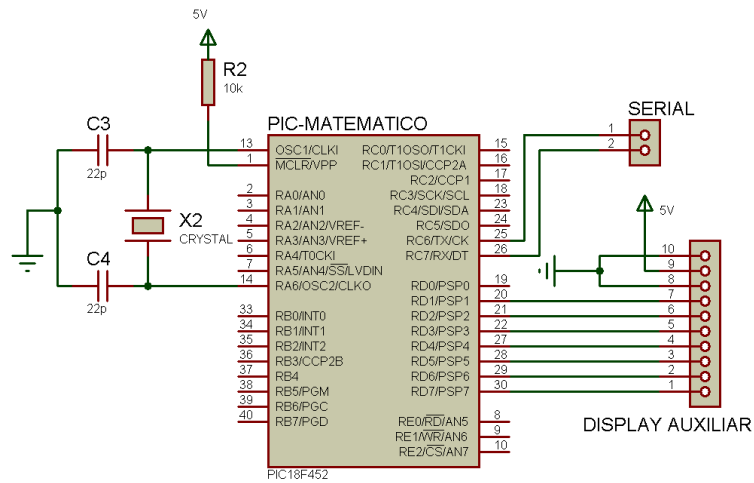 5V
R2
10k
C3
22p
X2
CRYSTAL
C4
22p
PIC-MATEMATICO
13 OSC1/CLKI
1 MCLR/VPP
2 RA0/AN0
3 RA1/AN1
4 RA2/AN2/VREF-
5 RA3/AN3/VREF+
6 RA4/T0CKI
7 RA5/AN4/SS/LVDIN
14 RA6/OSC2/CLKO
33 RB0/INT0
34 RB1/INT1
35 RB2/INT2
36 RB3/CCP2B
37 RB4
38 RB5/PGM
39 RB6/PGC
40 RB7/PGD
RC0/T1OSO/T1CKI 15
RC1/T1OSI/CCP2A 16
RC2/CCP1 17
RC3/SCK/SCL 18
RC4/SDI/SDA 23
RC5/SDO 24
RC6/TX/CK 25
RC7/RX/DT 26
RD0/PSP0 19
RD1/PSP1 20
RD2/PSP2 21
RD3/PSP3 22
RD4/PSP4 27
RD5/PSP5 28
RD6/PSP6 29
RD7/PSP7 30
RE0/RD/AN5 8
RE1/WR/AN6 9
RE2/CS/AN7 10
PIC18F452
SERIAL
1
2
5V
10
9
8
7
6
5
4
3
2
1
DISPLAY AUXILIAR